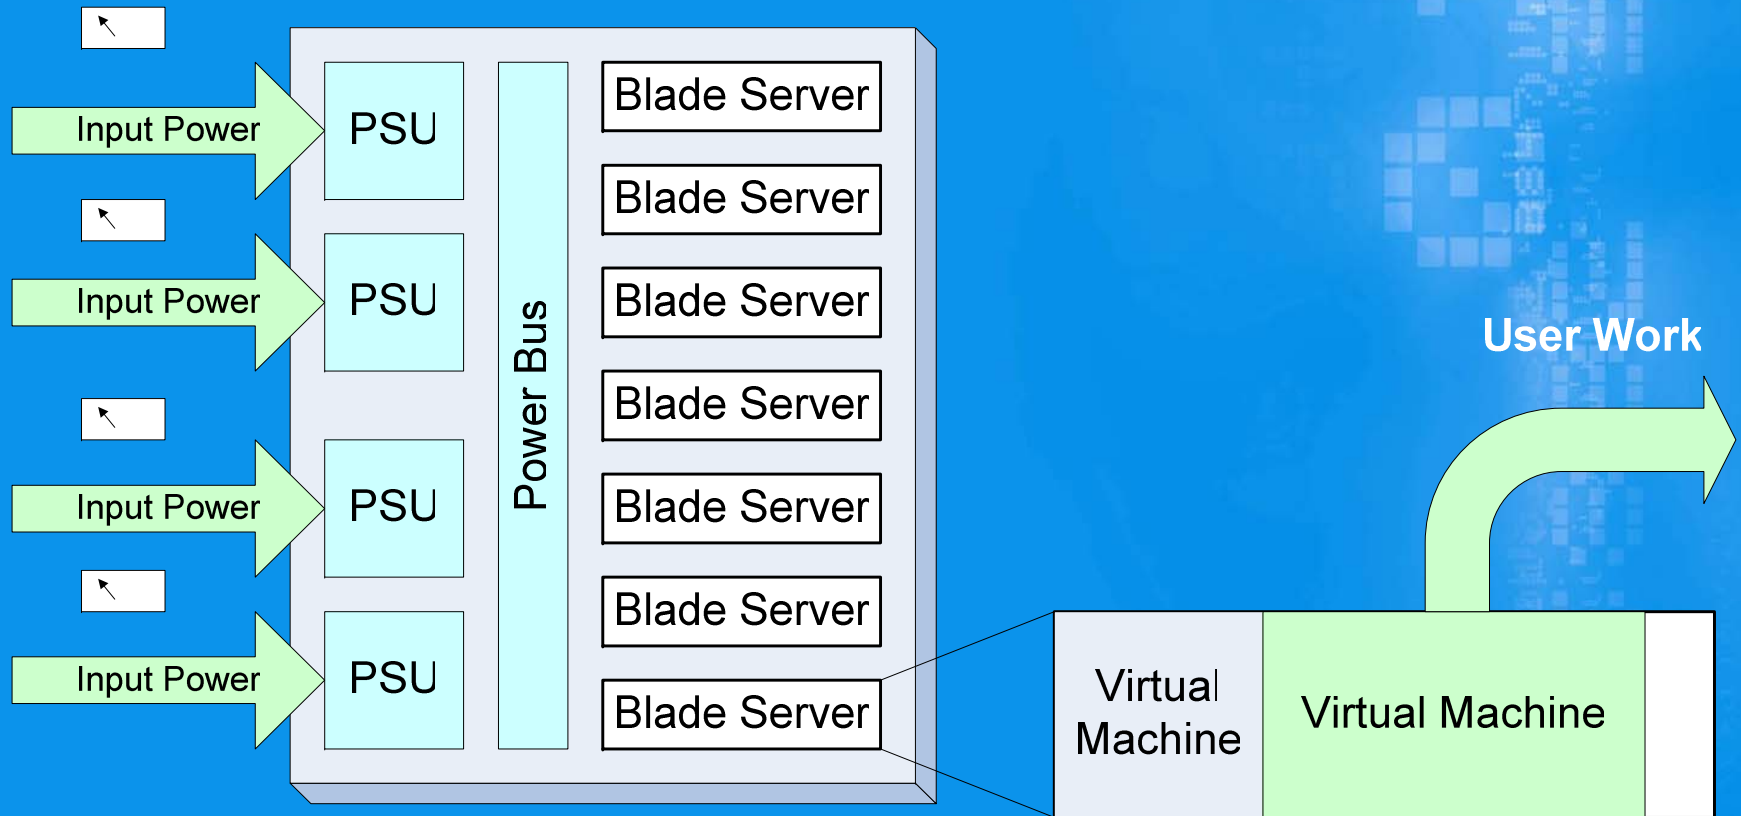 Input Power
PSU
Input Power
PSU
Input Power
PSU
Input Power
PSU
Power Bus
Blade Server
Blade Server
Blade Server
Blade Server
Blade Server
Blade Server
Blade Server
User Work
Virtual
Machine
Virtual Machine